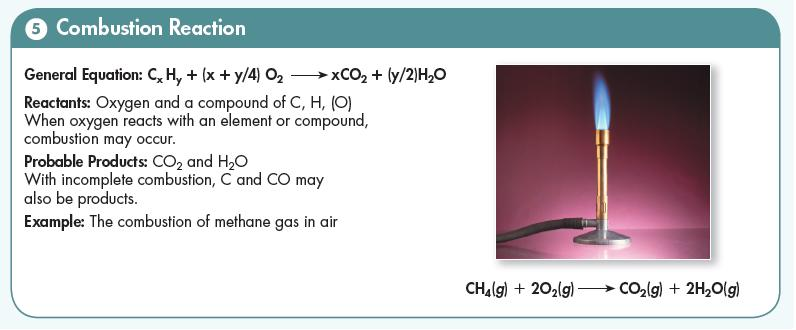 5 Combustion Reaction
General Equation: CₓHᵧ + (x + y/4) O₂ ⟶ xCO₂ + (y/2)H₂O
Reactants: Oxygen and a compound of C, H, (O)
When oxygen reacts with an element or compound,
combustion may occur.
Probable Products: CO₂ and H₂O
With incomplete combustion, C and CO may
also be products.
Example: The combustion of methane gas in air
CH₄(g) + 2O₂(g) ⟶ CO₂(g) + 2H₂O(g)